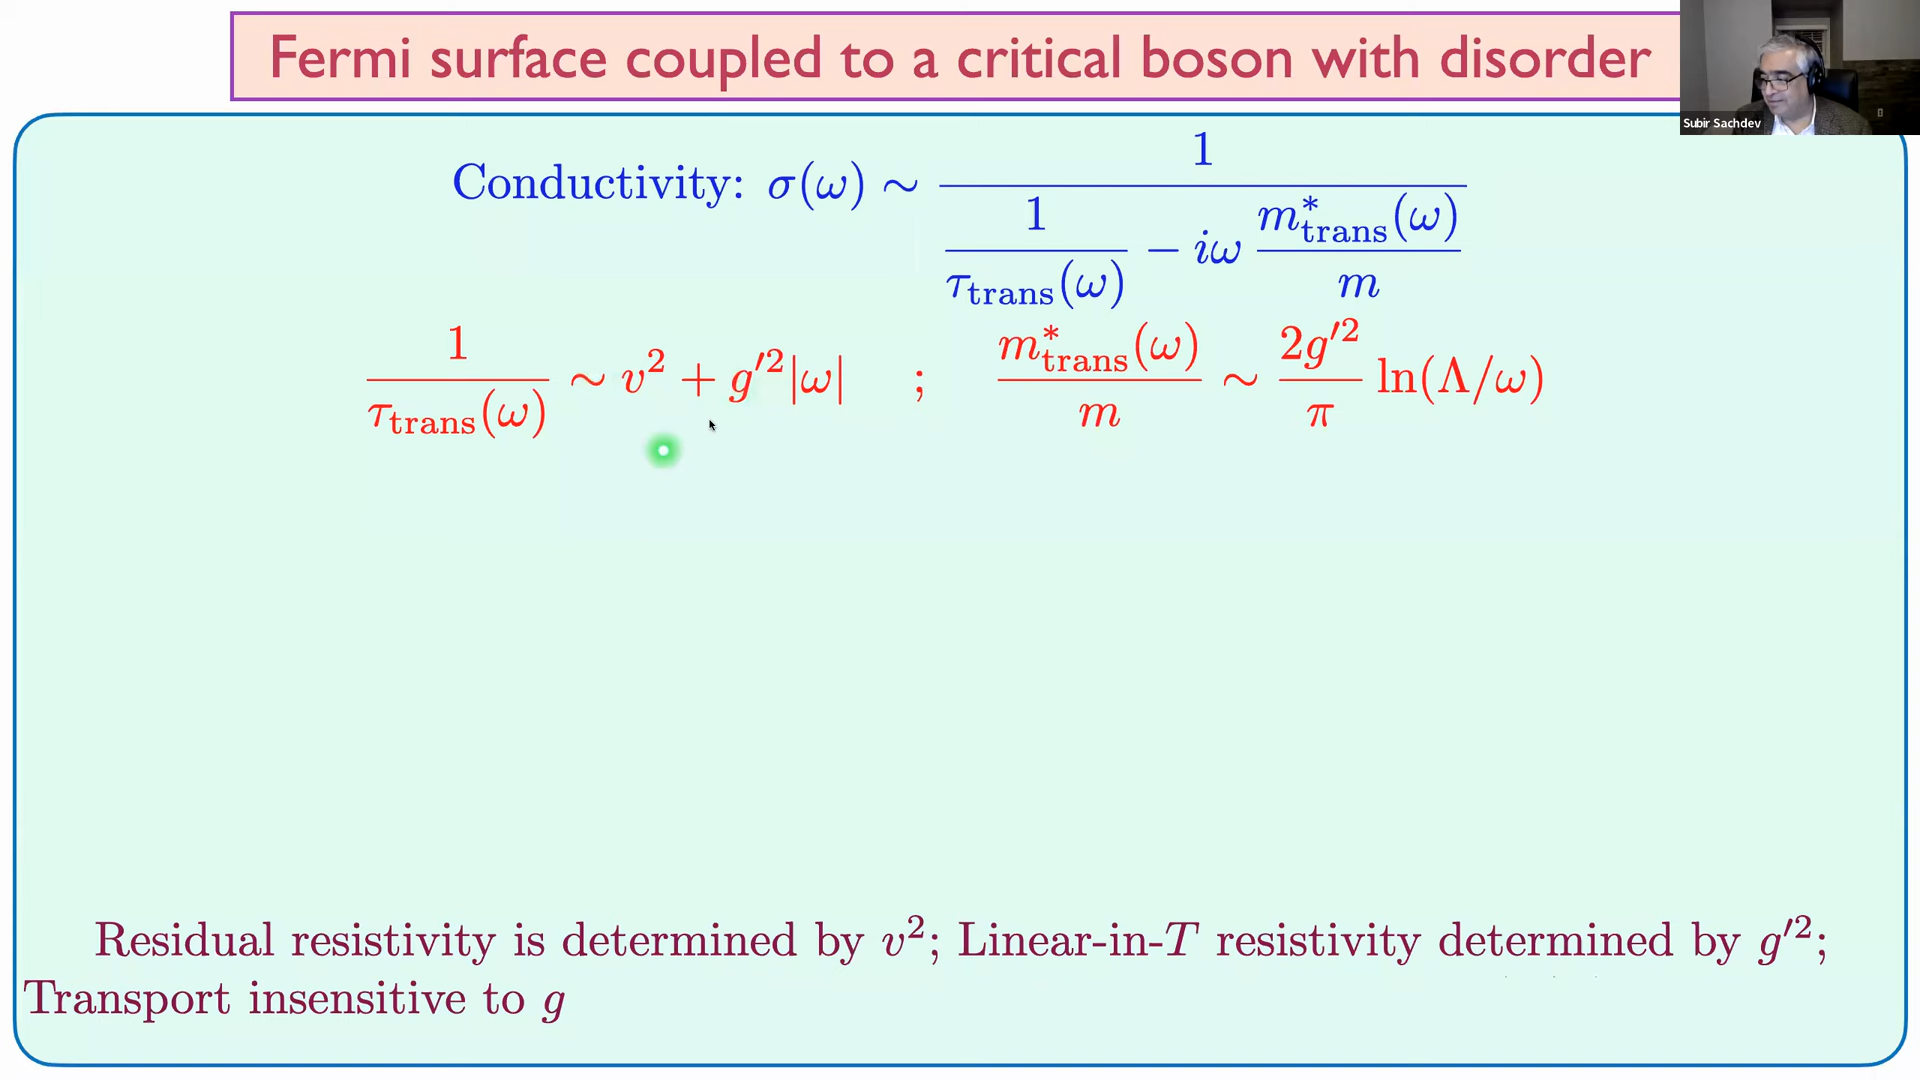 Fermi surface coupled to a critical boson with disorder
Subir Sachdev
Conductivity: σ(ω) ∼ 1 / ( 1/τ_trans(ω) − iω m*_trans(ω)/m )
1/τ_trans(ω) ∼ v² + g′²|ω| ; m*_trans(ω)/m ∼ (2g′²/π) ln(Λ/ω)
Residual resistivity is determined by v²; Linear-in-T resistivity determined by g′²;
Transport insensitive to g